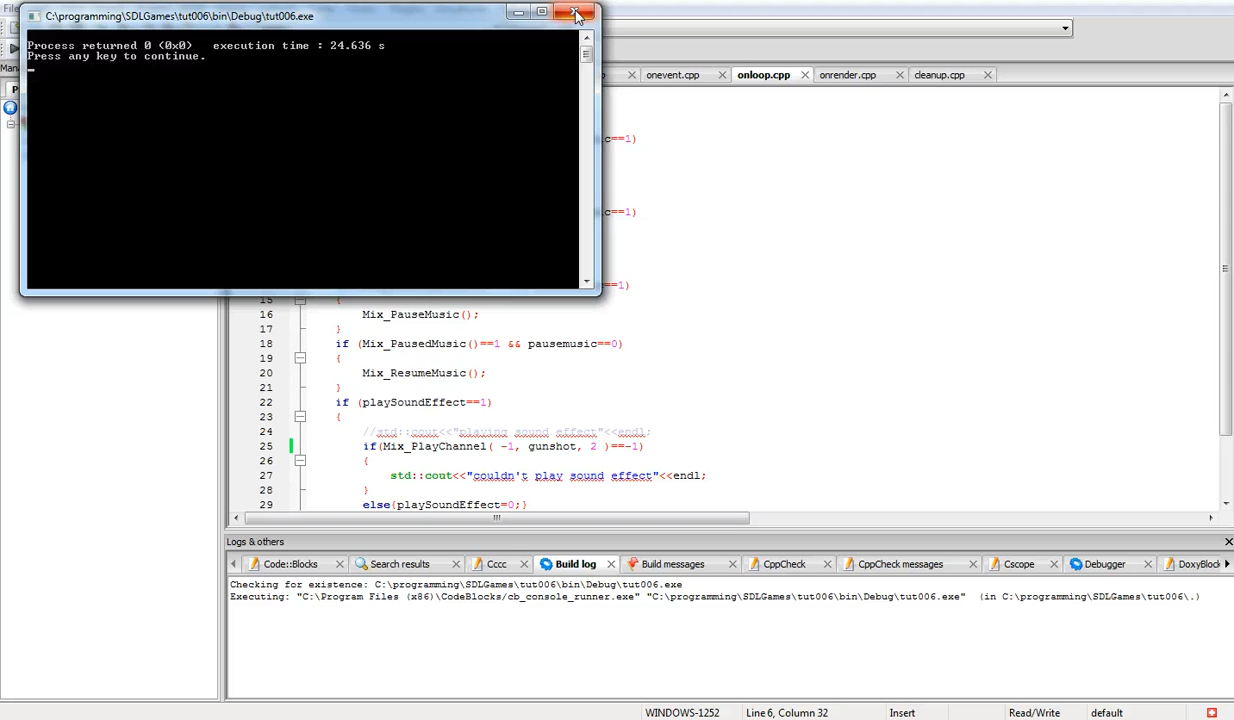 C:\programming\SDLGames\tut006\bin\Debug\tut006.exe
Process returned 0 (0x0)   execution time : 24.636 s
Press any key to continue.
onevent.cpp
onloop.cpp
onrender.cpp
cleanup.cpp
==1)
==1)
==1)
15 {
16 Mix_PauseMusic();
17 }
18 if (Mix_PausedMusic()==1 && pausemusic==0)
19 {
20 Mix_ResumeMusic();
21 }
22 if (playSoundEffect==1)
23 {
24 //std::cout<<"playing sound effect"<<endl;
25 if(Mix_PlayChannel( -1, gunshot, 2 )==-1)
26 {
27 std::cout<<"couldn't play sound effect"<<endl;
28 }
29 else{playSoundEffect=0;}
Logs & others
Code::Blocks
Search results
Cccc
Build log
Build messages
CppCheck
CppCheck messages
Cscope
Debugger
DoxyBlock
Checking for existence: C:\programming\SDLGames\tut006\bin\Debug\tut006.exe
Executing: "C:\Program Files (x86)\CodeBlocks/cb_console_runner.exe" "C:\programming\SDLGames\tut006\bin\Debug\tut006.exe"  (in C:\programming\SDLGames\tut006\.)
WINDOWS-1252
Line 6, Column 32
Insert
Read/Write
default